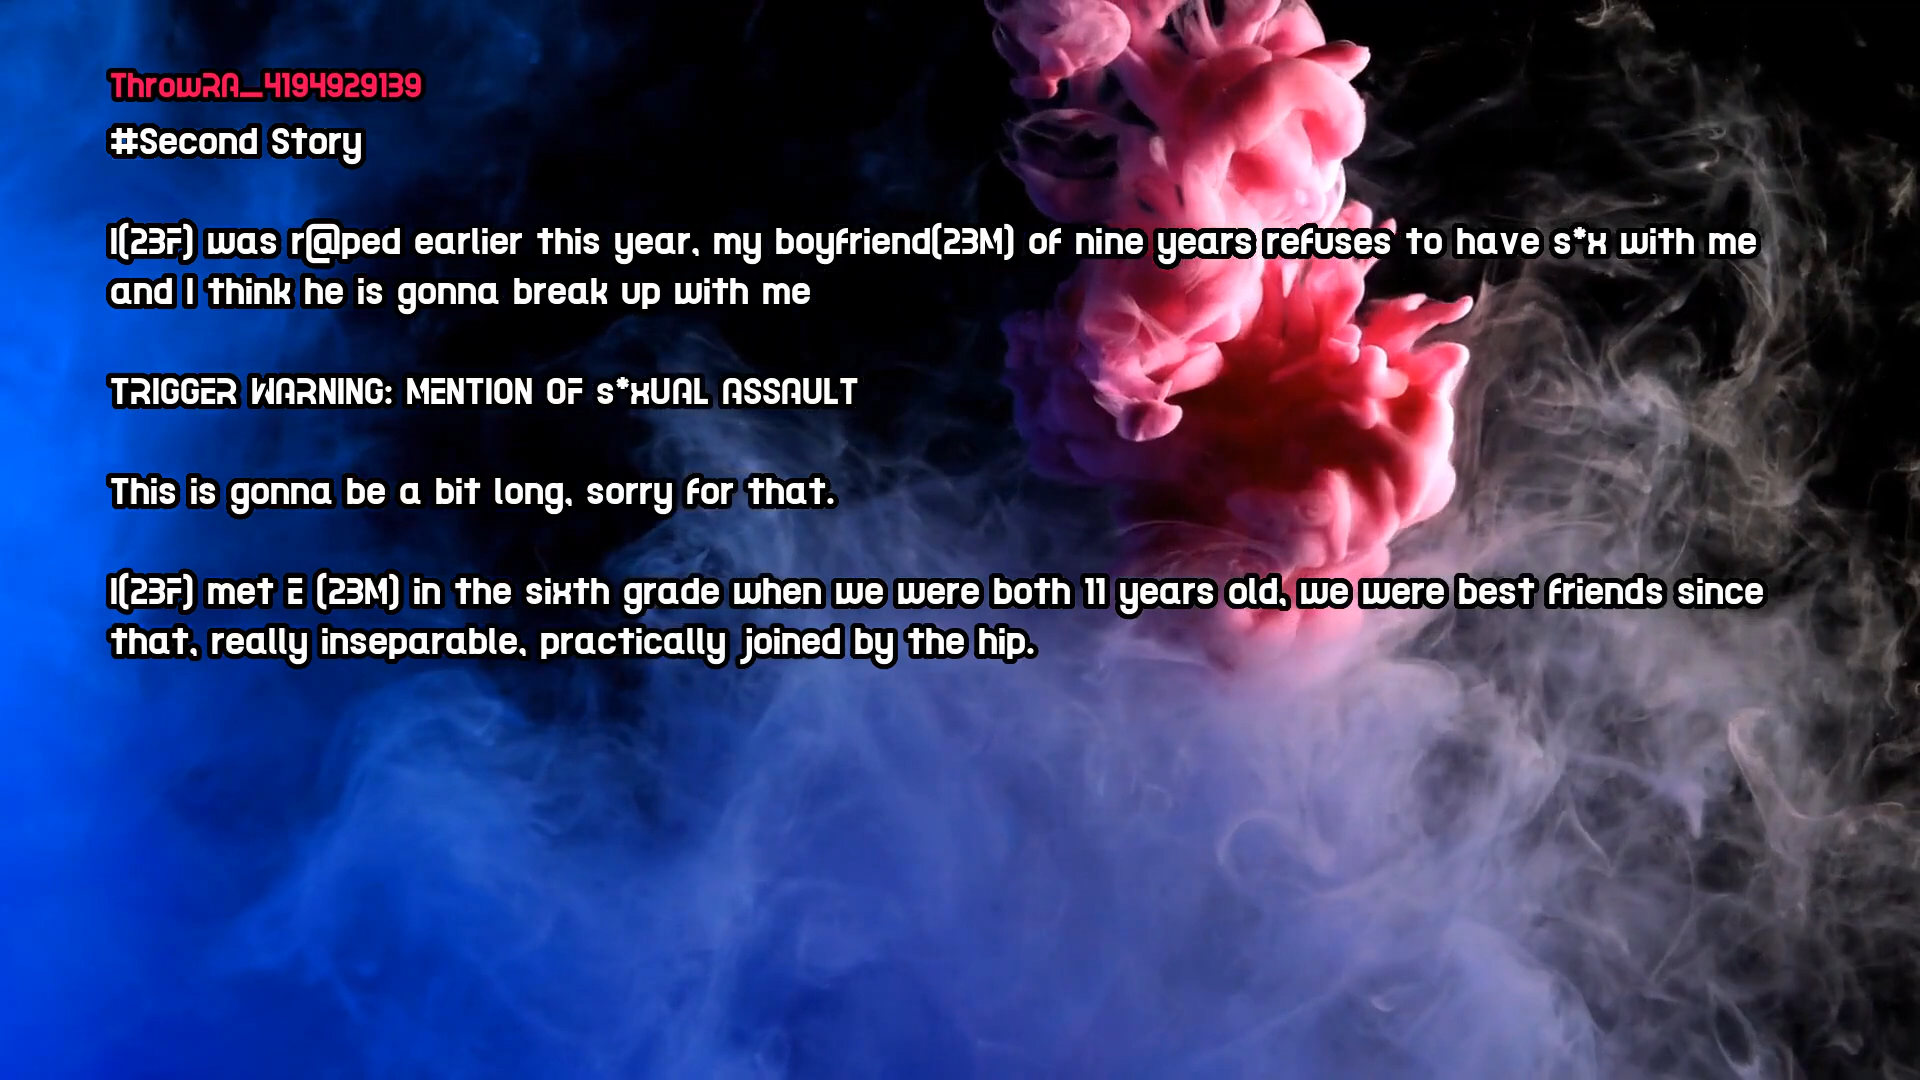 ThrowRA_4194929139
#Second Story
I(23F) was r@ped earlier this year, my boyfriend(23M) of nine years refuses to have s*x with me
and I think he is gonna break up with me
TRIGGER WARNING: MENTION OF s*xUAL ASSAULT
This is gonna be a bit long, sorry for that.
I(23F) met E (23M) in the sixth grade when we were both 11 years old, we were best friends since
that, really inseparable, practically joined by the hip.